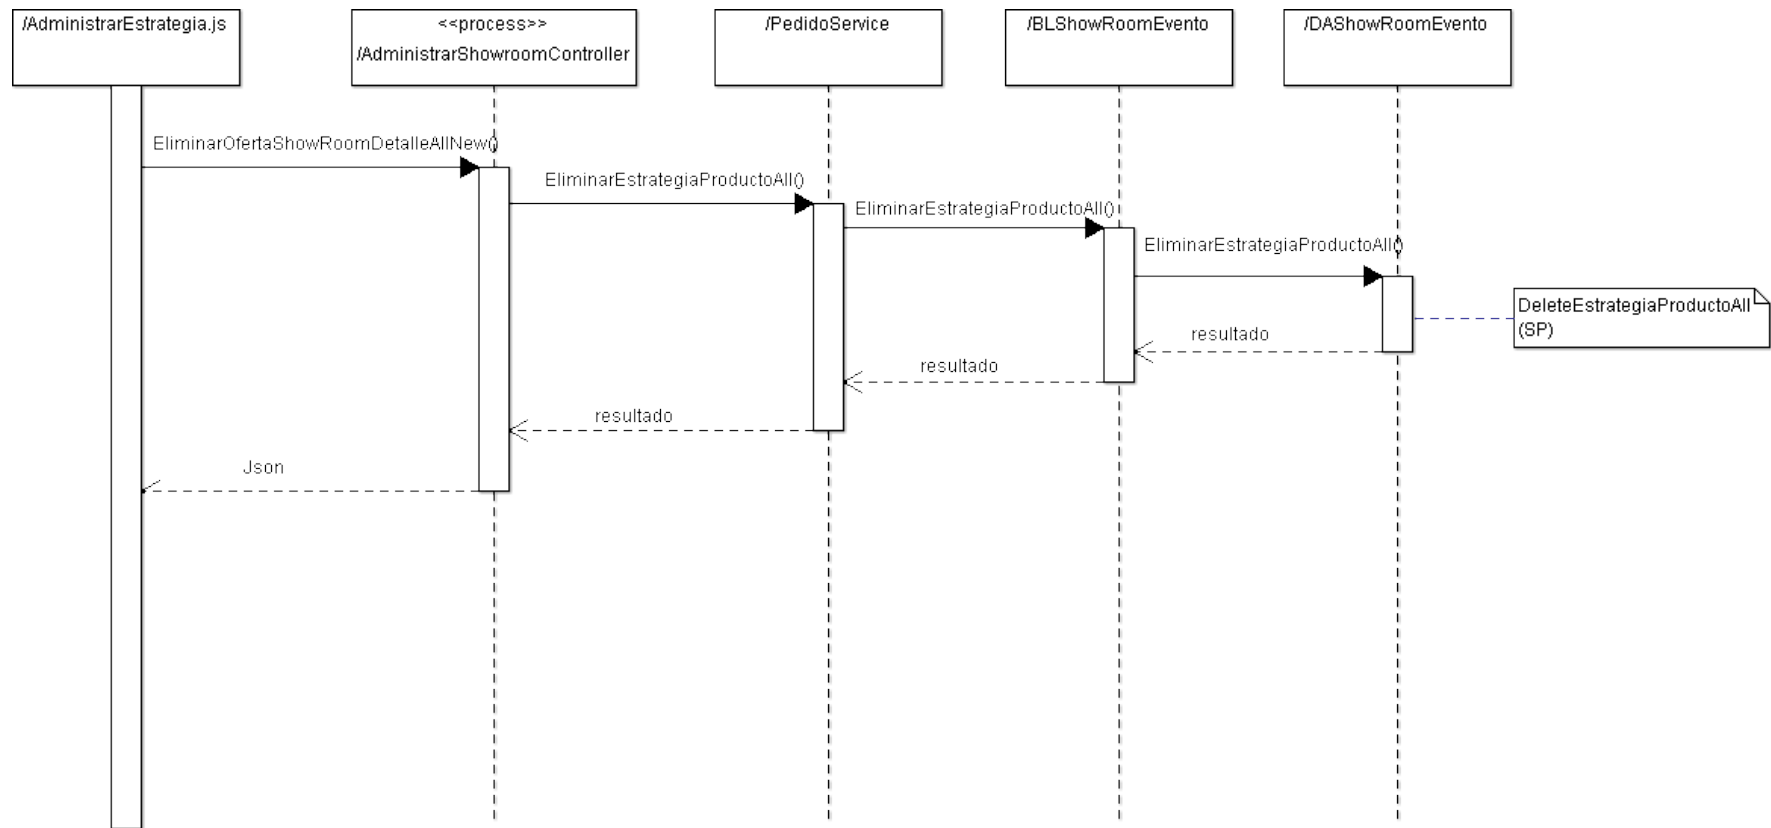 /AdministrarEstrategia.js
<<process>>
/AdministrarShowroomController
/PedidoService
/BLShowRoomEvento
/DAShowRoomEvento
EliminarOfertaShowRoomDetalleAllNew()
EliminarEstrategiaProductoAll()
EliminarEstrategiaProductoAll()
EliminarEstrategiaProductoAll()
DeleteEstrategiaProductoAll
(SP)
resultado
resultado
resultado
Json